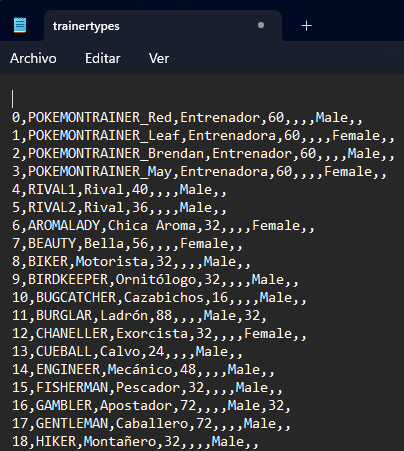 trainertypes
Archivo Editar Ver
0,POKEMONTRAINER_Red,Entrenador,60,,,,Male,,
1,POKEMONTRAINER_Leaf,Entrenadora,60,,,,Female,,
2,POKEMONTRAINER_Brendan,Entrenador,60,,,,Male,,
3,POKEMONTRAINER_May,Entrenadora,60,,,,Female,,
4,RIVAL1,Rival,40,,,,Male,,
5,RIVAL2,Rival,36,,,,Male,,
6,AROMALADY,Chica Aroma,32,,,,Female,,
7,BEAUTY,Bella,56,,,,Female,,
8,BIKER,Motorista,32,,,,Male,,
9,BIRDKEEPER,Ornitólogo,32,,,,Male,,
10,BUGCATCHER,Cazabichos,16,,,,Male,,
11,BURGLAR,Ladrón,88,,,,Male,32,
12,CHANELLER,Exorcista,32,,,,Female,,
13,CUEBALL,Calvo,24,,,,Male,,
14,ENGINEER,Mecánico,48,,,,Male,,
15,FISHERMAN,Pescador,32,,,,Male,,
16,GAMBLER,Apostador,72,,,,Male,32,
17,GENTLEMAN,Caballero,72,,,,Male,,
18,HIKER,Montañero,32,,,,Male,,